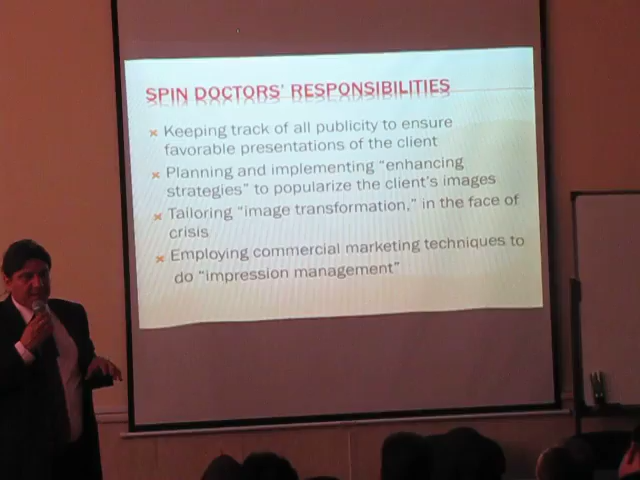 SPIN DOCTORS' RESPONSIBILITIES
Keeping track of all publicity to ensure
favorable presentations of the client
Planning and implementing "enhancing
strategies" to popularize the client's images
Tailoring "image transformation," in the face of
crisis
Employing commercial marketing techniques to
do "impression management"